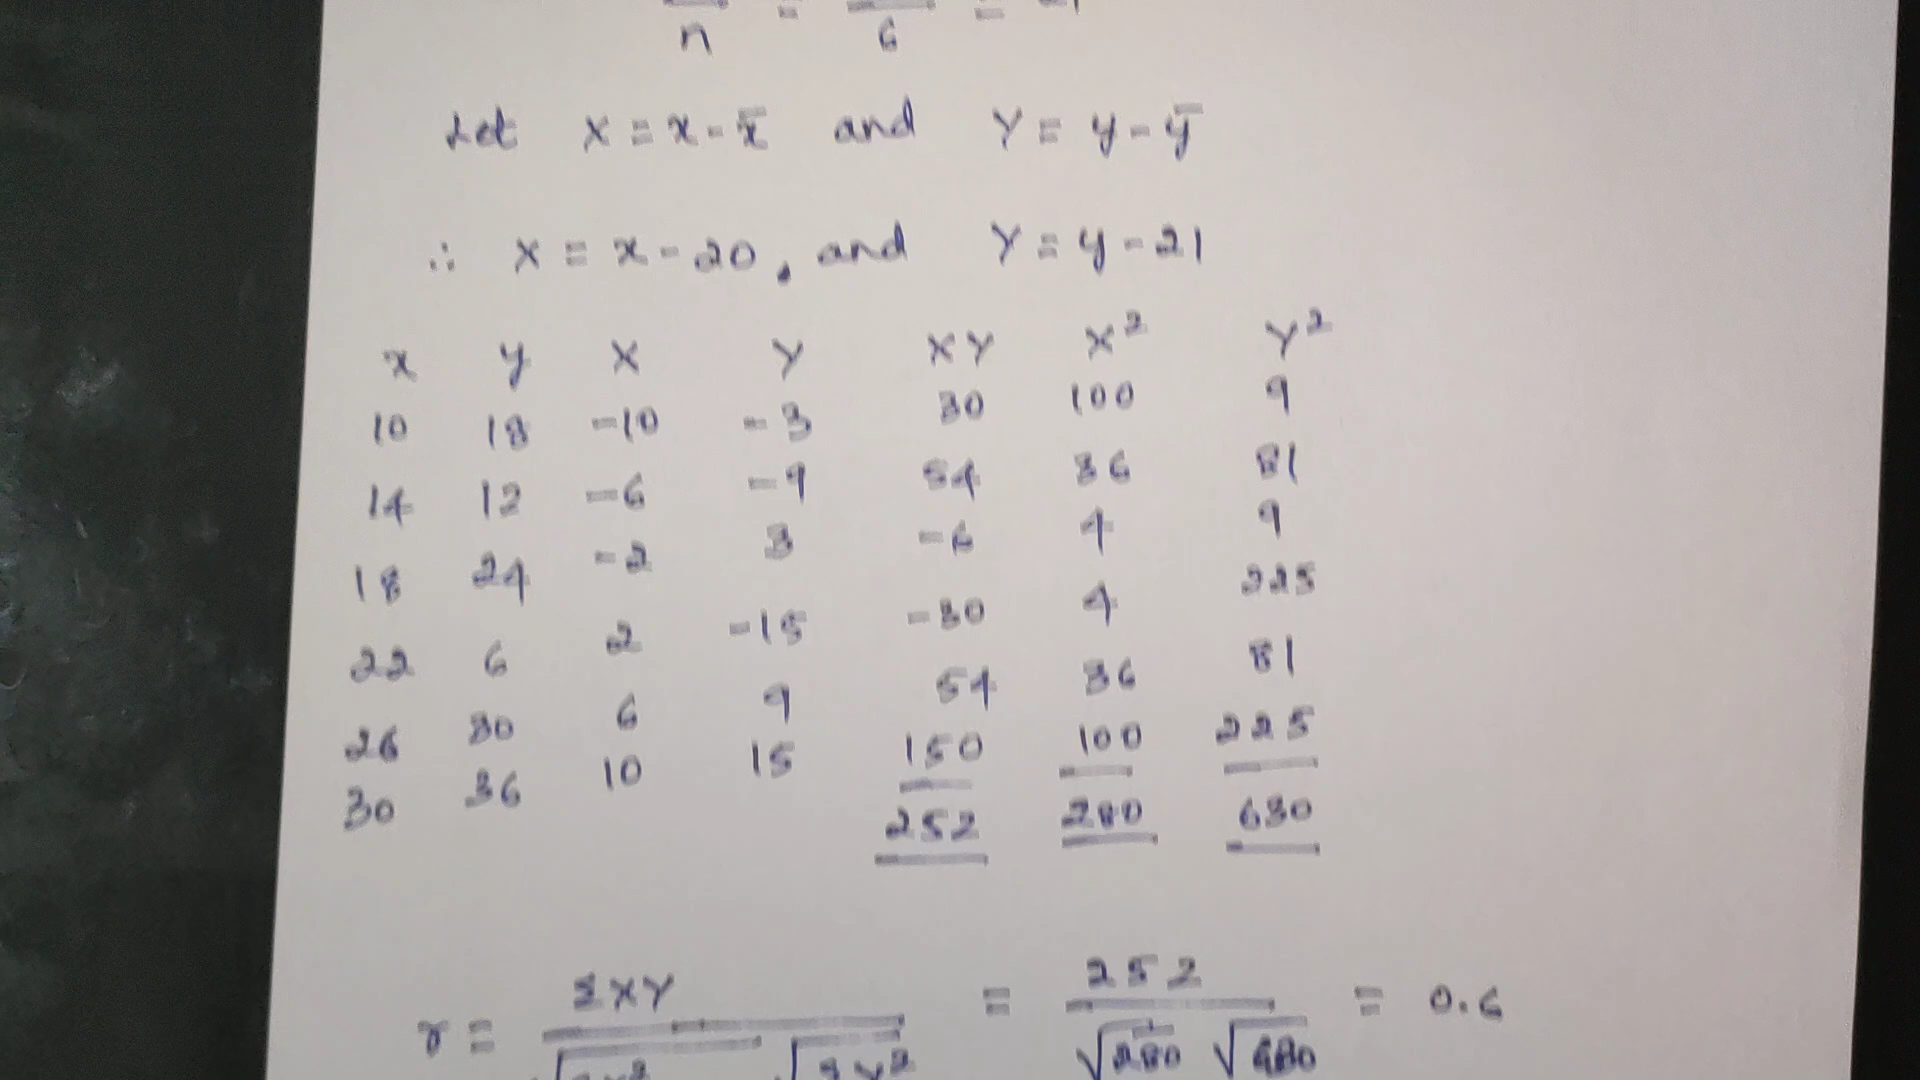 n = 6 =
Let X = x - x̄ and Y = y - ȳ
∴ X = x - 20, and Y = y - 21
x y X Y XY X² Y²
10 18 -10 -3 30 100 9
14 12 -6 -9 54 36 81
18 24 -2 3 -6 4 9
22 6 2 -15 -30 4 225
26 30 6 9 54 36 81
30 36 10 15 150 100 225
252 280 630
r = ΣXY = 252 = 0.6
√ΣX² √ΣY² √280 √630